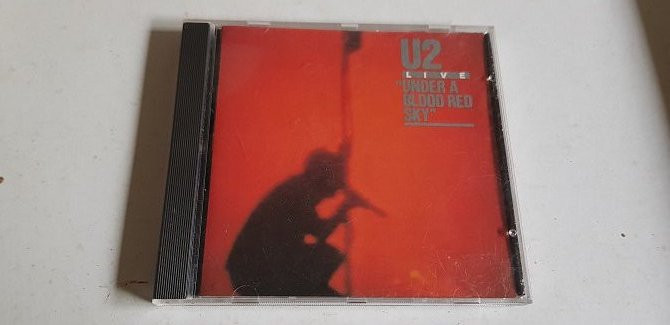 U2
LIVE
"UNDER A
BLOOD RED
SKY"